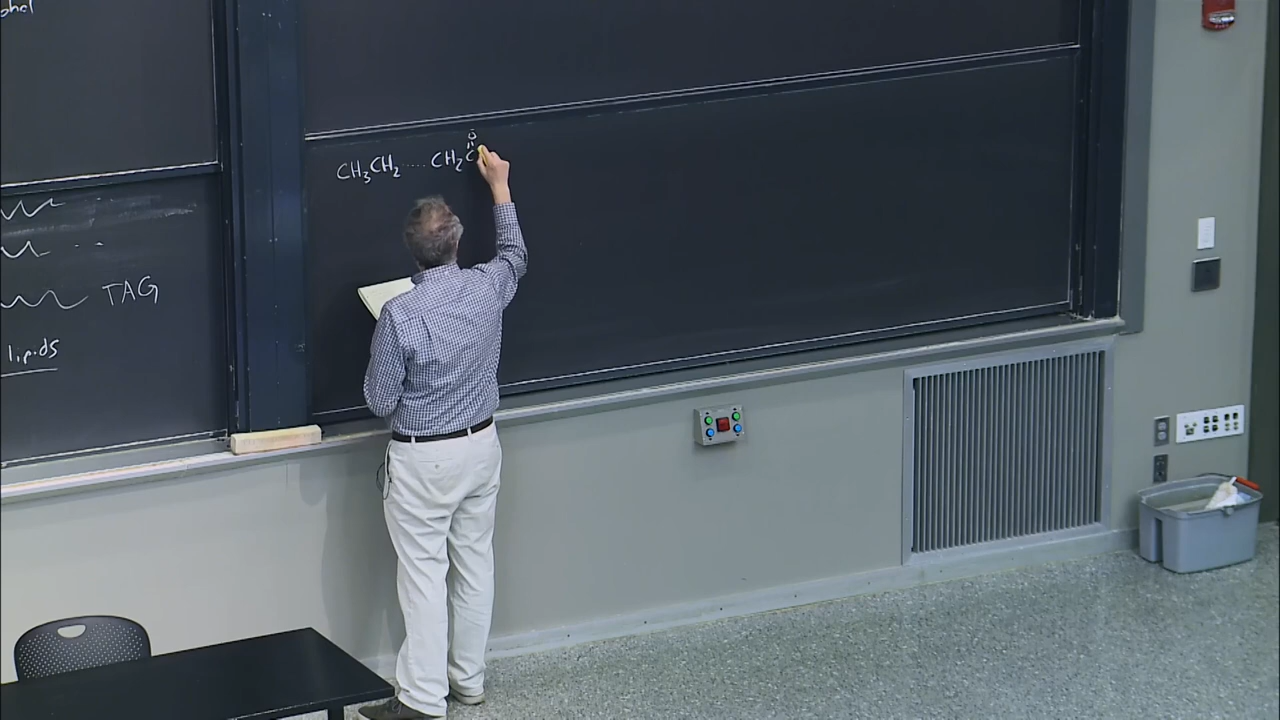 ohol
TAG
lipids
O
CH₃CH₂.....CH₂C